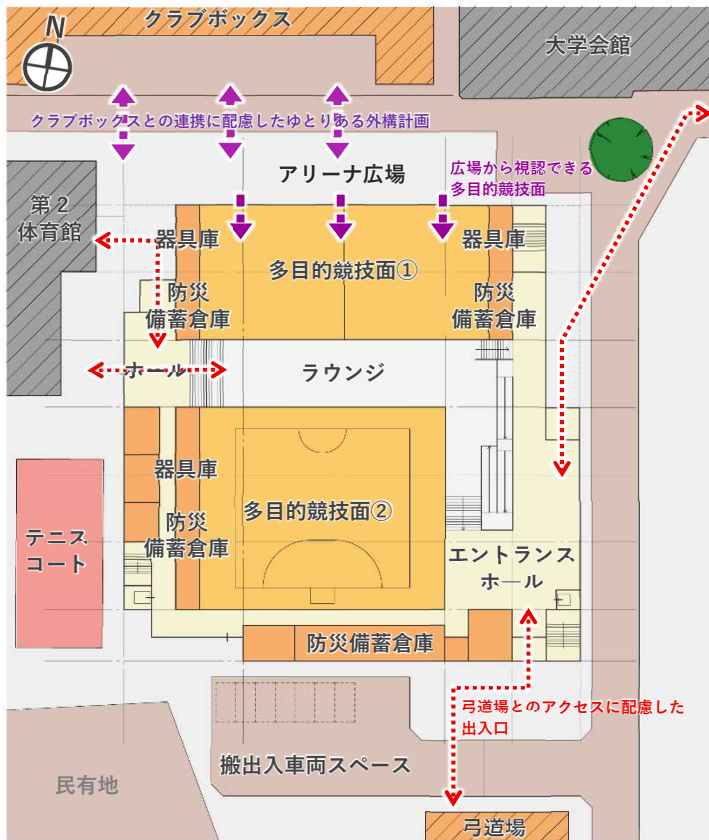 クラブボックス
大学会館
N
クラブボックスとの連携に配慮したゆとりある外構計画
アリーナ広場
広場から視認できる
多目的競技面
第2
体育館
器具庫
器具庫
多目的競技面①
防災
備蓄倉庫
防災
備蓄倉庫
ホール
ラウンジ
器具庫
多目的競技面②
防災
備蓄倉庫
テニス
コート
エントランス
ホール
防災備蓄倉庫
弓道場とのアクセスに配慮した
出入口
搬出入車両スペース
民有地
弓道場